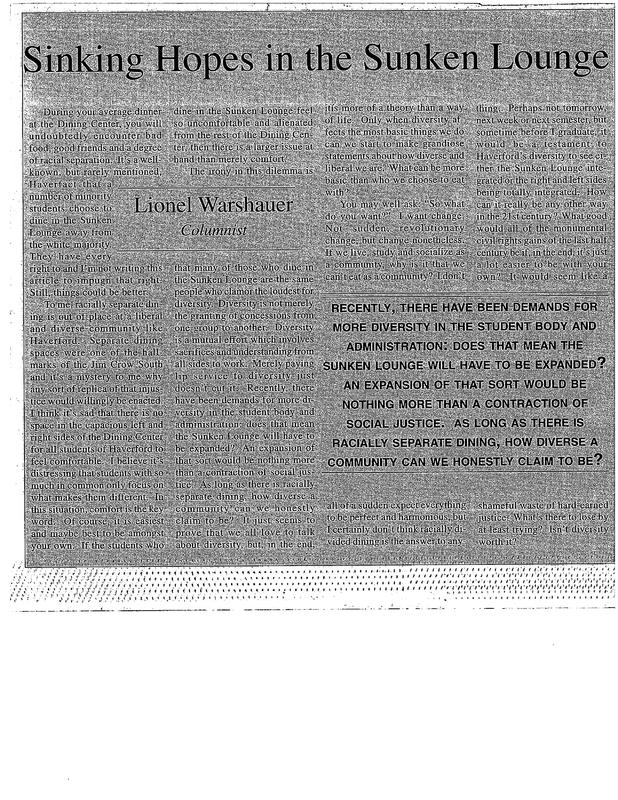 Sinking Hopes in the Sunken Lounge
Lionel Warshauer
Columnist
During your average dinner
at the Dining Center, you will
undoubtedly encounter bad
food, good friends and a degree
of racial separation. It's a well-
known, but rarely mentioned,
Haverfact that a
number of minority
students choose to
dine in the Sunken
Lounge away from
the white majority.
They have every
right to and I'm not writing this
article to impugn that right.
Still, things could be better.
To me, racially separate din-
ing is out of place at a liberal
and diverse community like
Haverford. Separate dining
spaces were one of the hall-
marks of the Jim Crow South
and it's a mystery to me why
any sort of replica of that injus-
tice would willingly be enacted.
I think it's sad that there is no
space in the capacious left and
right sides of the Dining Center
for all students of Haverford to
feel comfortable. I believe it's
distressing that students with so
much in common only focus on
what makes them different. In
this situation, comfort is the key
word. Of course, it is easiest
and maybe best to be amongst
your own. If the students who
dine in the Sunken Lounge feel
so uncomfortable and alienated
from the rest of the Dining Cen-
ter, then there is a larger issue at
hand than merely comfort.
The irony in this dilemma is
that many of those who dine in
the Sunken Lounge are the same
people who clamor the loudest for
diversity. Diversity is not merely
the granting of concessions from
one group to another. Diversity
is a mutual effort which involves
sacrifices and understanding from
all sides to work. Merely paying
lip service to diversity just
doesn't cut it. Recently, there
have been demands for more di-
versity in the student body and
administration: does that mean
the Sunken Lounge will have to
be expanded? An expansion of
that sort would be nothing more
than a contraction of social jus-
tice. As long as there is racially
separate dining, how diverse a
community can we honestly
claim to be? It just seems to
prove that we all love to talk
about diversity, but, in the end,
it's more of a theory than a way
of life. Only when diversity af-
fects the most basic things we do
can we start to make grandiose
statements about how diverse and
liberal we are. What can be more
basic than who we choose to eat
with?
You may well ask: "So what
do you want?" I want change.
Not sudden, revolutionary
change, but change nonetheless.
If we live, study and socialize as
a community, why is it that we
can't eat as a community? I don't
RECENTLY, THERE HAVE BEEN DEMANDS FOR
MORE DIVERSITY IN THE STUDENT BODY AND
ADMINISTRATION: DOES THAT MEAN THE
SUNKEN LOUNGE WILL HAVE TO BE EXPANDED?
AN EXPANSION OF THAT SORT WOULD BE
NOTHING MORE THAN A CONTRACTION OF
SOCIAL JUSTICE. AS LONG AS THERE IS
RACIALLY SEPARATE DINING, HOW DIVERSE A
COMMUNITY CAN WE HONESTLY CLAIM TO BE?
all of a sudden expect everything
to be perfect and harmonious, but
I certainly don't think racially di-
vided dining is the answer to any
thing. Perhaps not tomorrow,
next week or next semester, but
sometime before I graduate, it
would be a testament to
Haverford's diversity to see ei-
ther the Sunken Lounge inte-
grated or the right and left sides
being totally integrated. How
can it really be any other way
in the 21st century? What good
would all of the monumental
civil rights gains of the last half
century be if, in the end, it's just
a lot easier to be with your
own? It would seem like a
shameful waste of hard-earned
justice. What's there to lose by
at least trying? Isn't diversity
worth it?